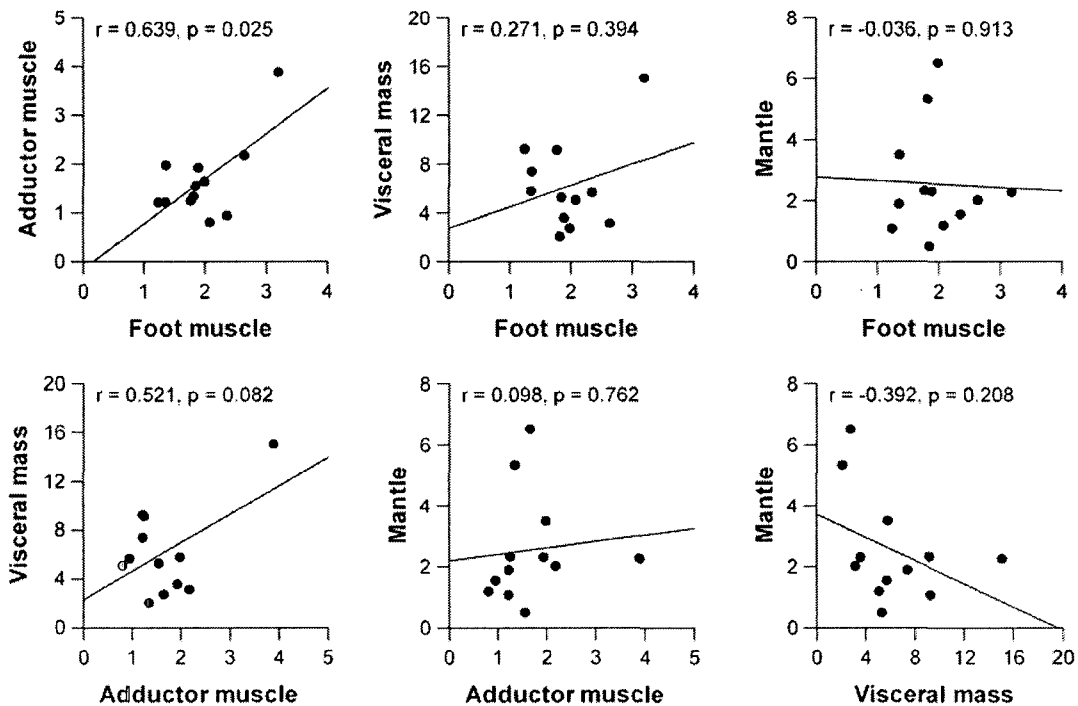 r = 0.639, p = 0.025
Adductor muscle
5
4
3
2
1
0
0 1 2 3 4
Foot muscle
r = 0.271, p = 0.394
Visceral mass
20
16
12
8
4
0
0 1 2 3 4
Foot muscle
r = -0.036, p = 0.913
Mantle
8
6
4
2
0
0 1 2 3 4
Foot muscle
r = 0.521, p = 0.082
Visceral mass
20
16
12
8
4
0
0 1 2 3 4 5
Adductor muscle
r = 0.098, p = 0.762
Mantle
8
6
4
2
0
0 1 2 3 4 5
Adductor muscle
r = -0.392, p = 0.208
Mantle
8
6
4
2
0
0 4 8 12 16 20
Visceral mass